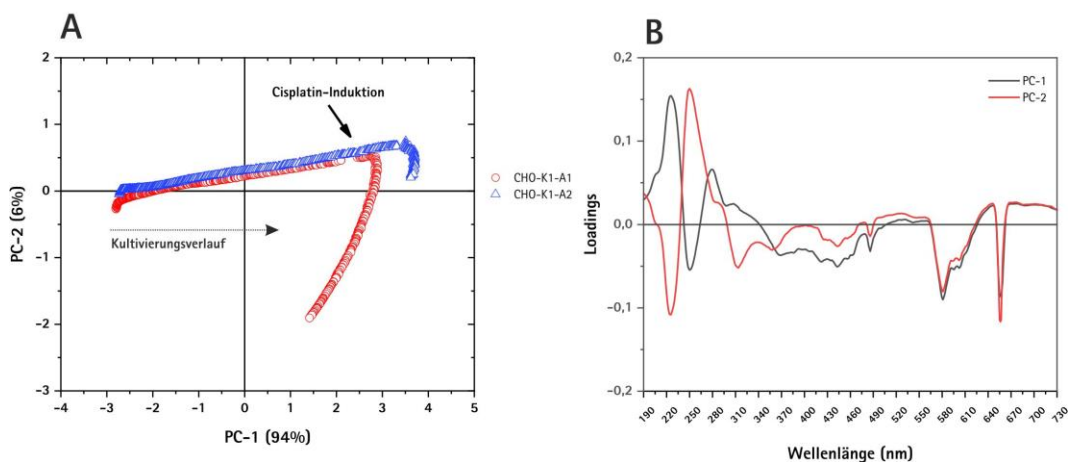 A
Cisplatin-Induktion
Kultivierungsverlauf
PC-2 (6%)
2
1
0
-1
-2
-3
-4 -3 -2 -1 0 1 2 3 4 5
PC-1 (94%)
CHO-K1-A1
CHO-K1-A2
B
PC-1
PC-2
Loadings
0,2
0,1
0,0
-0,1
-0,2
190 220 250 280 310 340 370 400 430 460 490 520 550 580 610 640 670 700 730
Wellenlänge (nm)